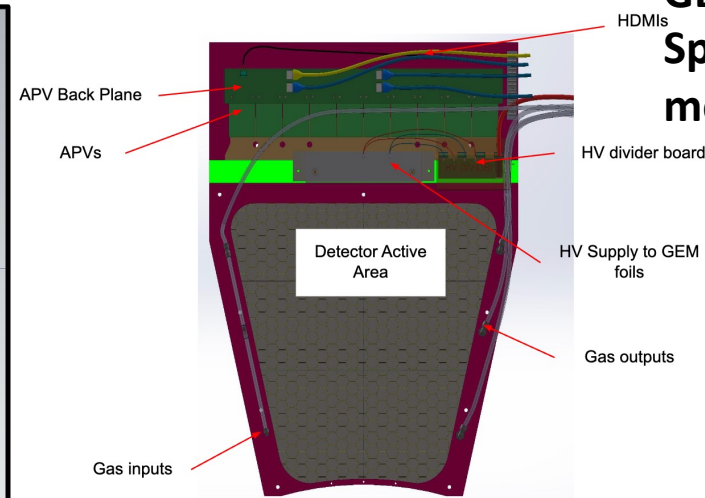 HDMIs
APV Back Plane
APVs
HV divider board
Detector Active
Area
HV Supply to GEM
foils
Gas outputs
Gas inputs